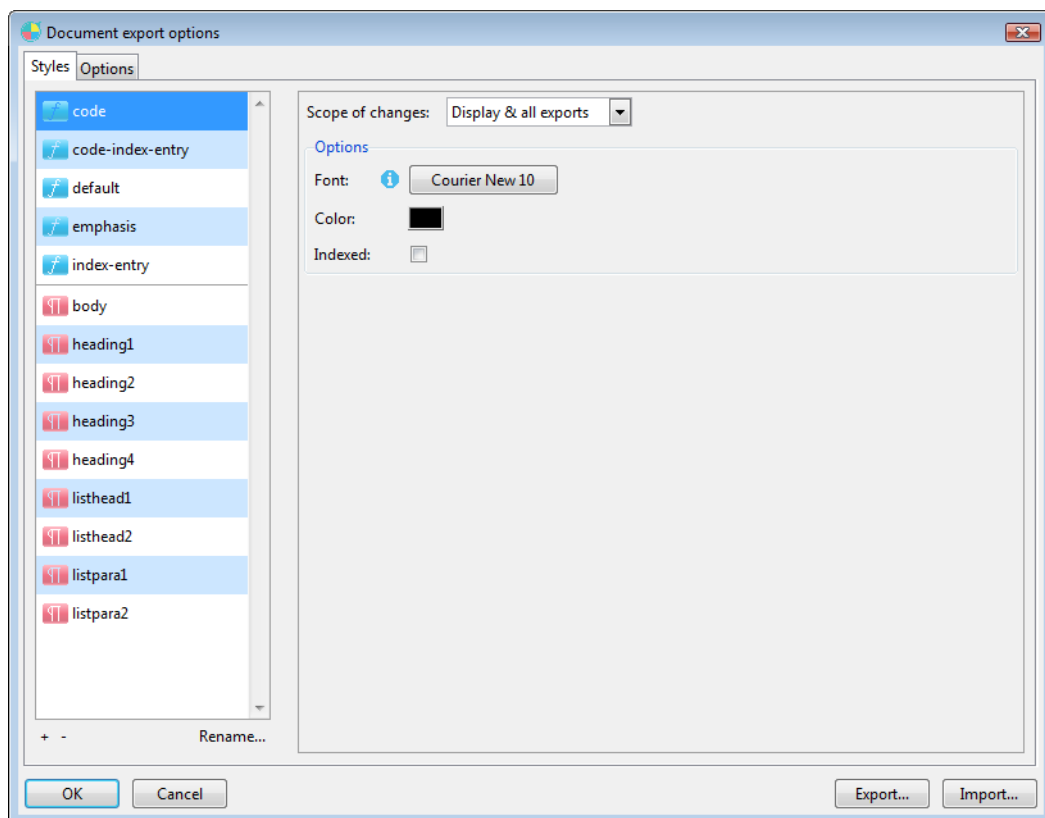 Document export options
Styles Options
code
code-index-entry
default
emphasis
index-entry
body
heading1
heading2
heading3
heading4
listhead1
listhead2
listpara1
listpara2
+ -
Rename...
Scope of changes: Display & all exports
Options
Font: Courier New 10
Color:
Indexed:
OK Cancel Export... Import...